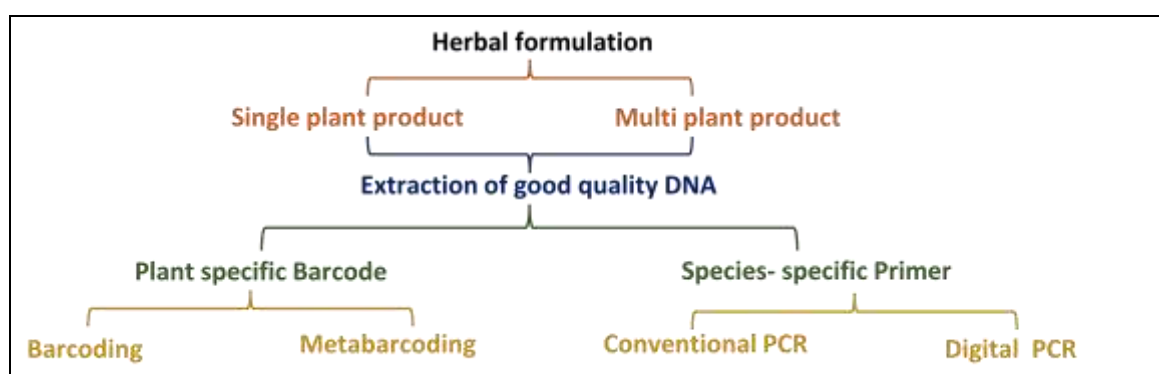 Herbal formulation
Single plant product Multi plant product
Extraction of good quality DNA
Plant specific Barcode Species- specific Primer
Barcoding Metabarcoding Conventional PCR Digital PCR